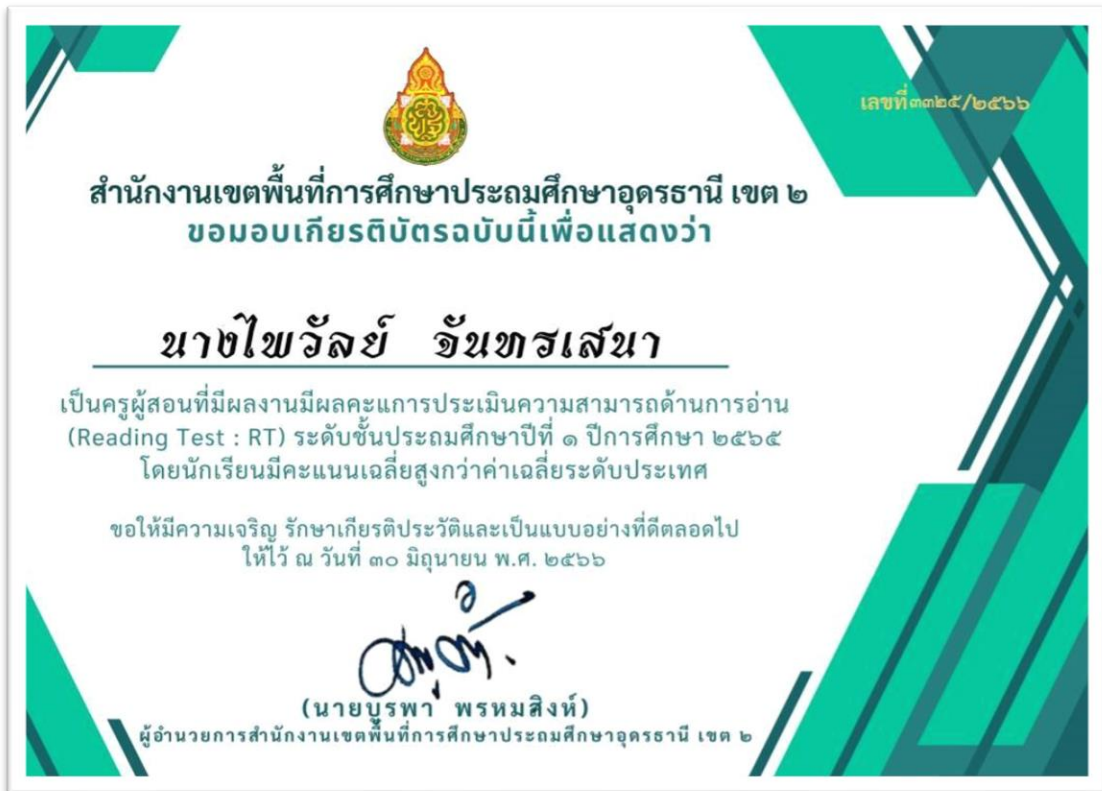 เลขที่๓๓๒๕/๒๕๖๖
สำนักงานเขตพื้นที่การศึกษาประถมศึกษาอุดรธานี เขต ๒
ขอมอบเกียรติบัตรฉบับนี้เพื่อแสดงว่า
นางไพวัลย์ จันทรเสนา
เป็นครูผู้สอนที่มีผลงานมีผลคะแการประเมินความสามารถด้านการอ่าน
(Reading Test : RT) ระดับชั้นประถมศึกษาปีที่ ๑ ปีการศึกษา ๒๕๖๕
โดยนักเรียนมีคะแนนเฉลี่ยสูงกว่าค่าเฉลี่ยระดับประเทศ
ขอให้มีความเจริญ รักษาเกียรติประวัติและเป็นแบบอย่างที่ดีตลอดไป
ให้ไว้ ณ วันที่ ๓๐ มิถุนายน พ.ศ. ๒๕๖๖
(นายบูรพา พรหมสิงห์)
ผู้อำนวยการสำนักงานเขตพื้นที่การศึกษาประถมศึกษาอุดรธานี เขต ๒